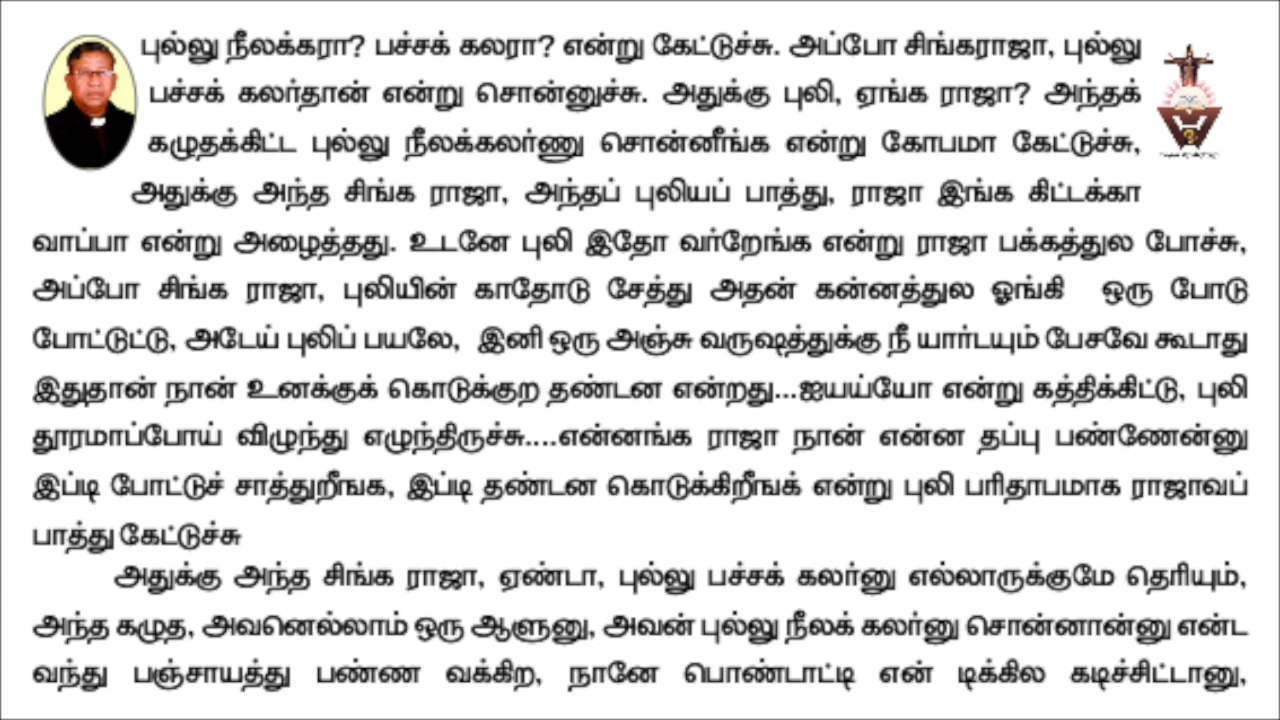 புல்லு நீலக்கரா? பச்சக் கலரா? என்று கேட்டுச்சு. அப்போ சிங்கராஜா, புல்லு
பச்சக் கலர்தான் என்று சொன்னுச்சு. அதுக்கு புலி, ஏங்க ராஜா? அந்தக்
கழுதக்கிட்ட புல்லு நீலக்கலர்ணு சொன்னீங்க என்று கோபமா கேட்டுச்சு,
அதுக்கு அந்த சிங்க ராஜா, அந்தப் புலியப் பாத்து, ராஜா இங்க கிட்டக்கா
வாப்பா என்று அழைத்தது. உடனே புலி இதோ வர்றேங்க என்று ராஜா பக்கத்துல போச்சு,
அப்போ சிங்க ராஜா, புலியின் காதோடு சேத்து அதன் கன்னத்துல ஓங்கி ஒரு போடு
போட்டுட்டு, அடேய் புலிப் பயலே, இனி ஒரு அஞ்சு வருஷத்துக்கு நீ யார்டயும் பேசவே கூடாது
இதுதான் நான் உனக்குக் கொடுக்குற தண்டன என்றது...ஐயய்யோ என்று கத்திக்கிட்டு, புலி
தூரமாப்போய் விழுந்து எழுந்திருச்சு....என்னங்க ராஜா நான் என்ன தப்பு பண்ணேன்னு
இப்டி போட்டுச் சாத்துறீஙக, இப்டி தண்டன கொடுக்கிறீஙக் என்று புலி பரிதாபமாக ராஜாவப்
பாத்து கேட்டுச்சு
அதுக்கு அந்த சிங்க ராஜா, ஏண்டா, புல்லு பச்சக் கலர்னு எல்லாருக்குமே தெரியும்,
அந்த கழுத, அவனெல்லாம் ஒரு ஆளுனு, அவன் புல்லு நீலக் கலர்னு சொன்னான்னு என்ட
வந்து பஞ்சாயத்து பண்ண வக்கிற, நானே பொண்டாட்டி என் டிக்கில கடிச்சிட்டானு,